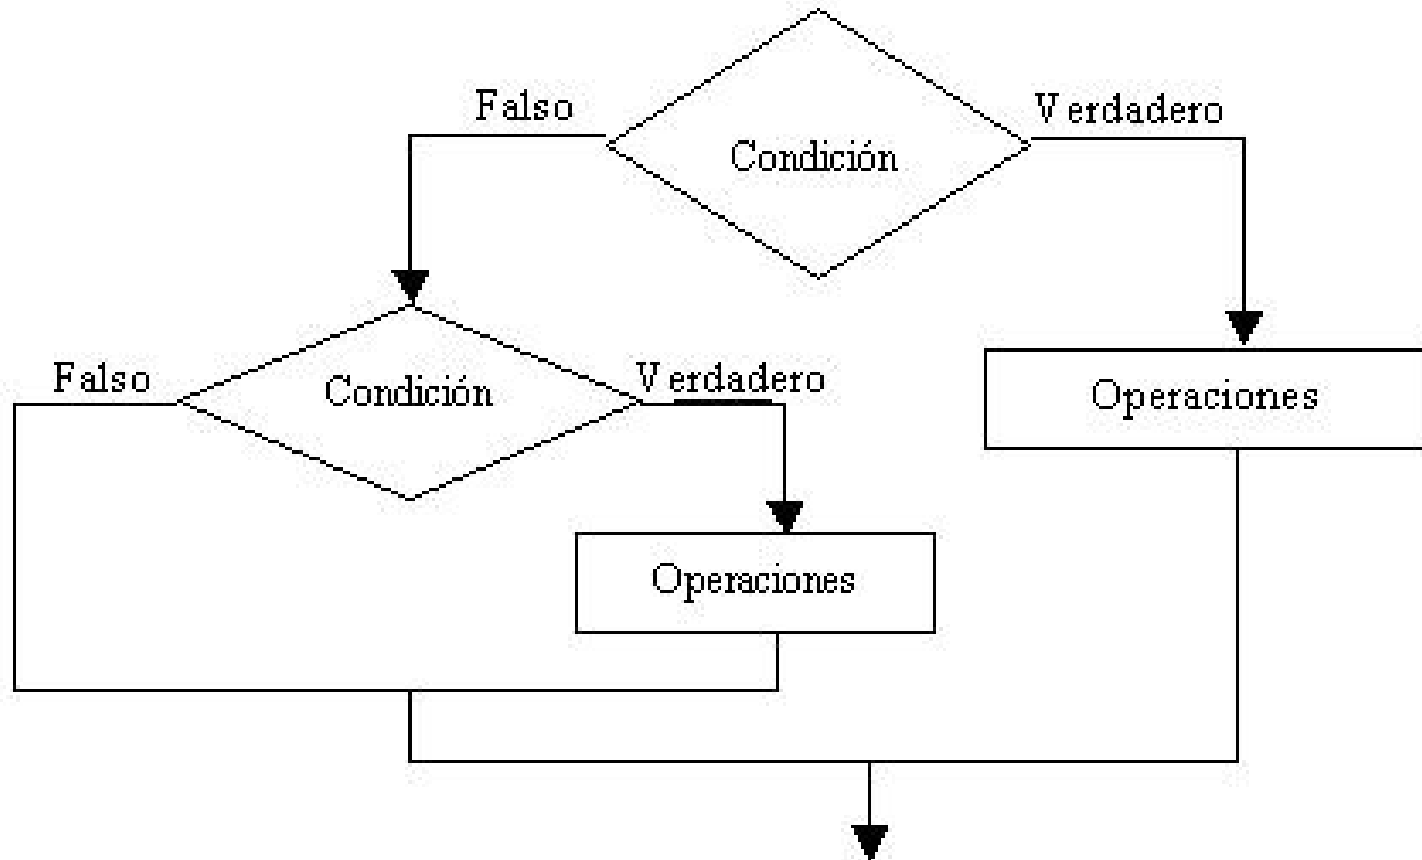 Falso
Verdadero
Condición
Falso
Condición
Verdadero
Operaciones
Operaciones